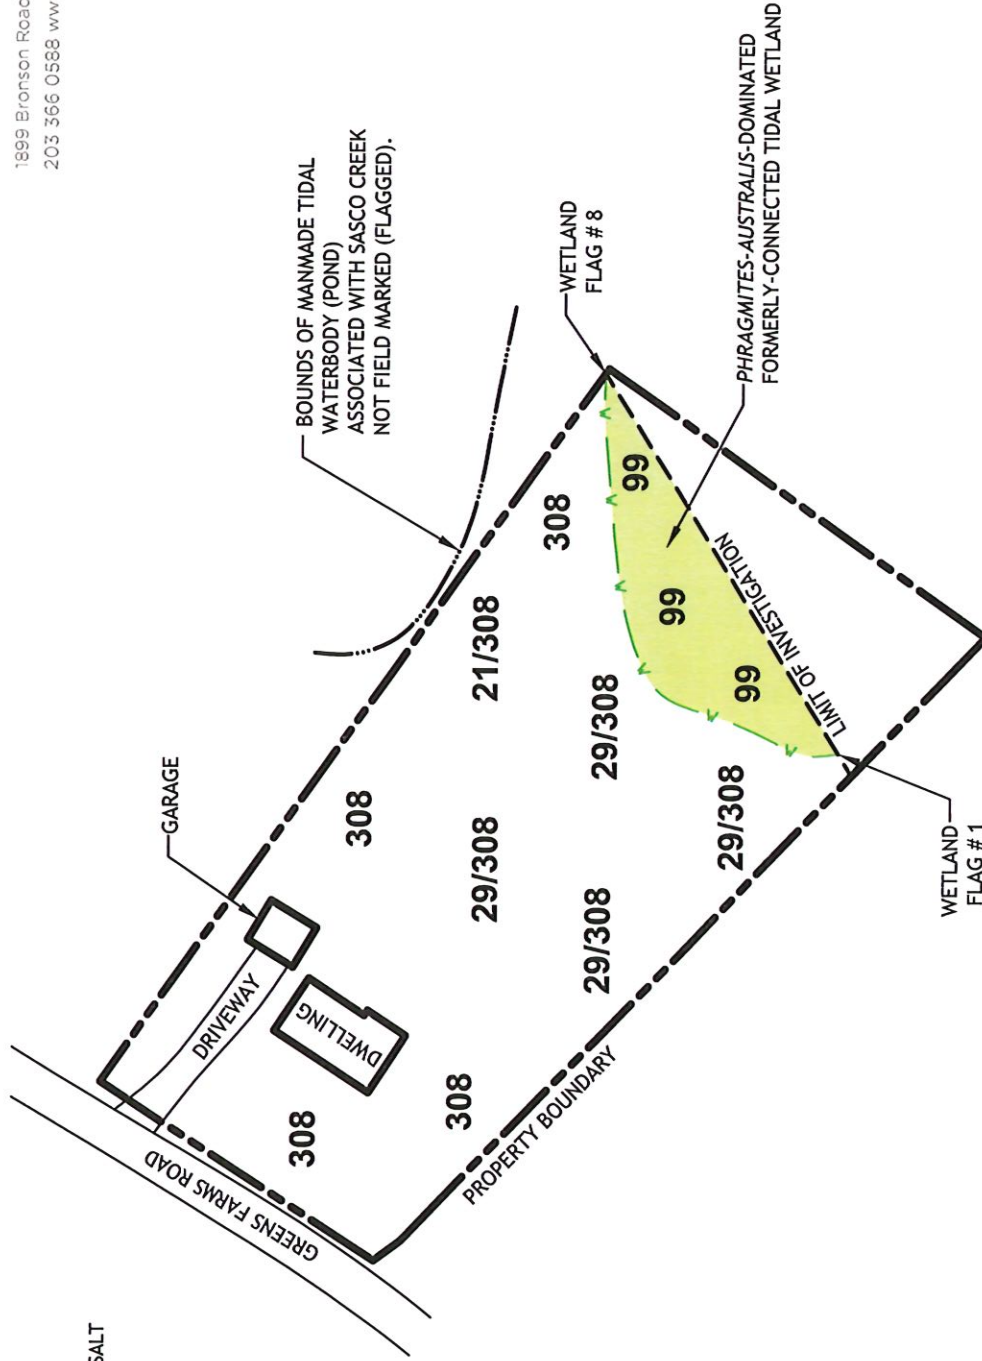 1899 Bronson Road
203 366 0588 ww
SALT
BOUNDS OF MANMADE TIDAL
WATERBODY (POND)
ASSOCIATED WITH SASCO CREEK
NOT FIELD MARKED (FLAGGED).
GARAGE
DRIVEWAY
DWELLING
GREENS FARMS ROAD
308
308
308
29/308
21/308
308
29/308
29/308
29/308
99
99
99
LIMIT OF INVESTIGATION
PROPERTY BOUNDARY
WETLAND
FLAG # 8
PHRAGMITES-AUSTRALIS-DOMINATED
FORMERLY-CONNECTED TIDAL WETLAND
WETLAND
FLAG # 1